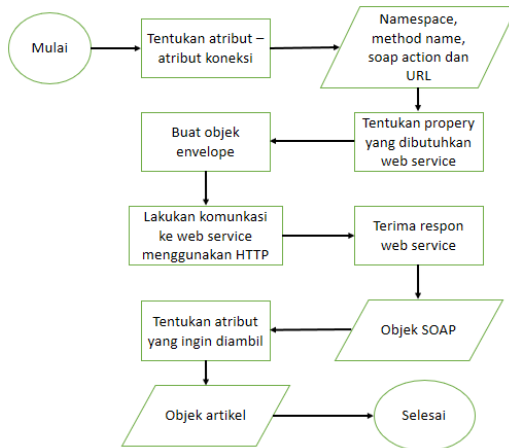 Mulai
Tentukan atribut –
atribut koneksi
Namespace,
method name,
soap action dan
URL
Tentukan propery
yang dibutuhkan
web service
Buat objek
envelope
Lakukan komunkasi
ke web service
menggunakan HTTP
Terima respon
web service
Objek SOAP
Tentukan atribut
yang ingin diambil
Objek artikel
Selesai